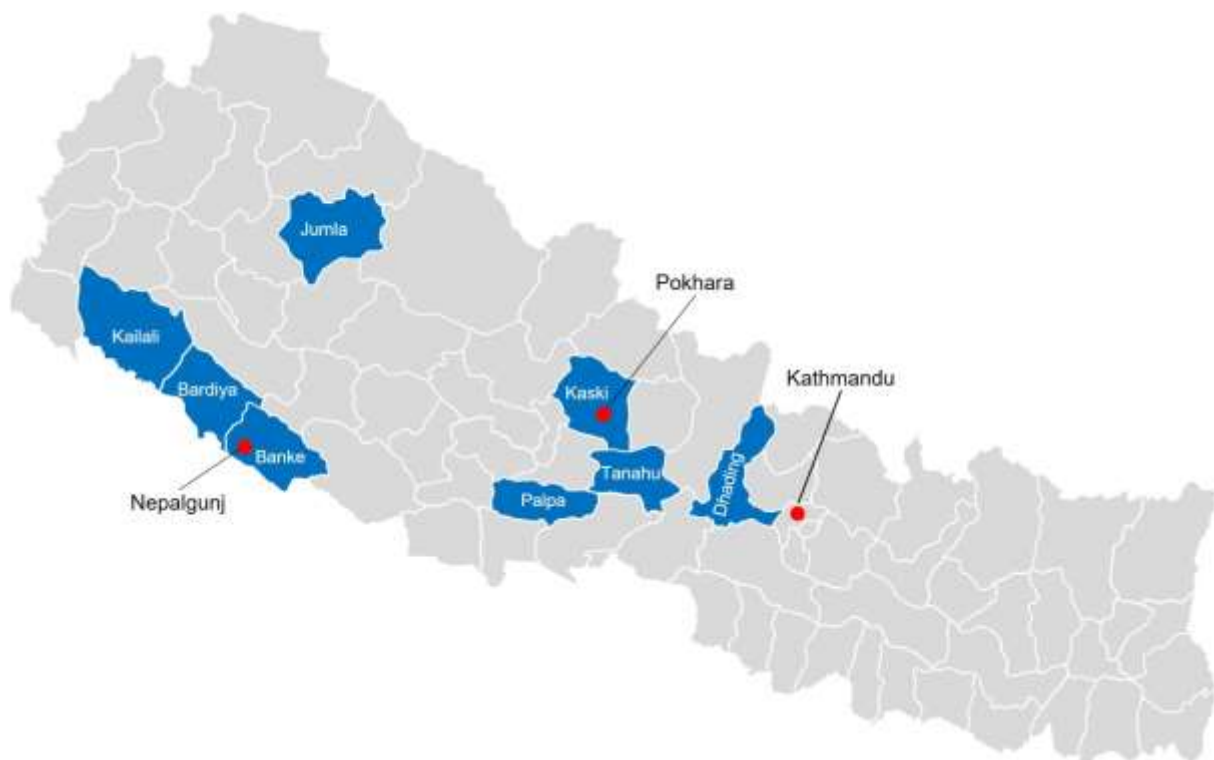 Jumla
Pokhara
Kailali
Kathmandu
Bardiya
Kaski
Banke
Tanahu
Dhading
Palpa
Nepalgunj